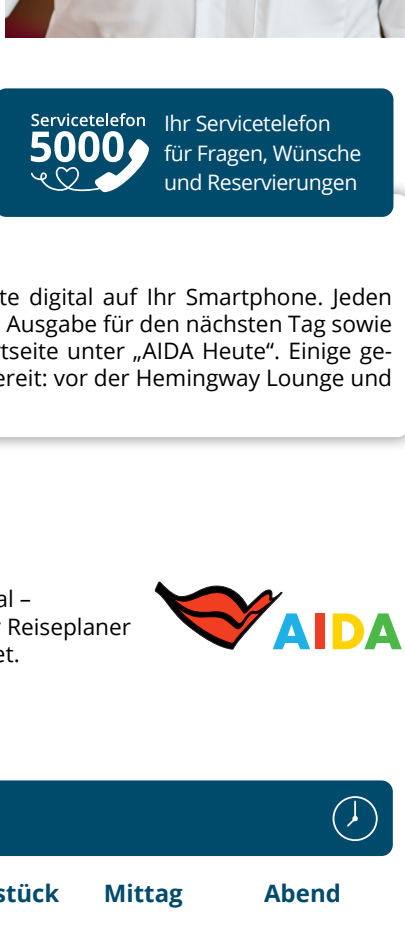 Servicetelefon
5000
Ihr Servicetelefon
für Fragen, Wünsche
und Reservierungen
te digital auf Ihr Smartphone. Jeden
Ausgabe für den nächsten Tag sowie
tseite unter „AIDA Heute“. Einige ge-
ereit: vor der Hemingway Lounge und
al –
r Reiseplaner
et.
AIDA
stück Mittag Abend